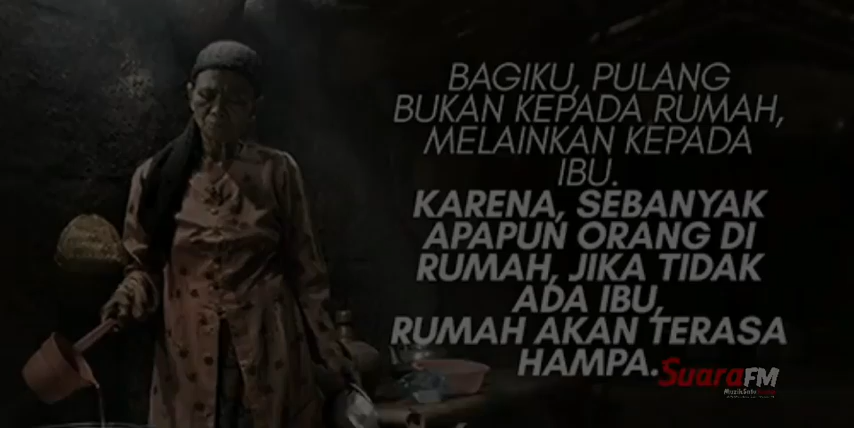 BAGIKU, PULANG
BUKAN KEPADA RUMAH,
MELAINKAN KEPADA
IBU.
KARENA, SEBANYAK
APAPUN ORANG DI
RUMAH, JIKA TIDAK
ADA IBU,
RUMAH AKAN TERASA
HAMPA.
SuaraFM